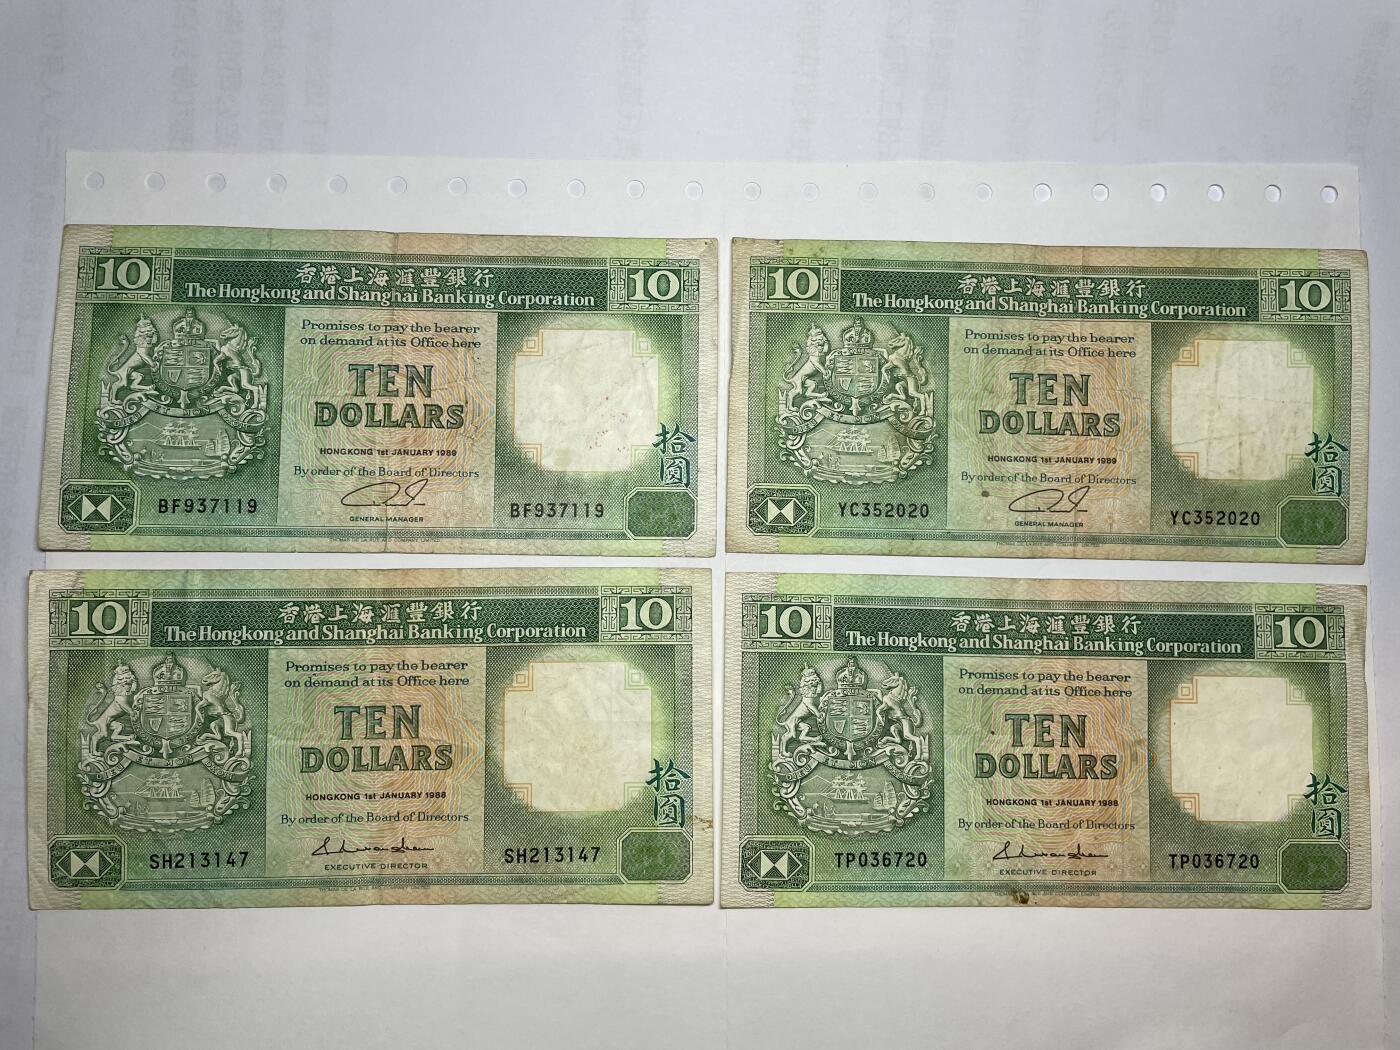 10
香港上海滙豐銀行
The Hongkong and Shanghai Banking Corporation
10
Promises to pay the bearer
on demand at its Office here
TEN
DOLLARS
HONGKONG 1st JANUARY 1989
By order of the Board of Directors
GENERAL MANAGER
BF937119
BF937119
拾
圓
10
香港上海滙豐銀行
The Hongkong and Shanghai Banking Corporation
10
Promises to pay the bearer
on demand at its Office here
TEN
DOLLARS
HONGKONG 1st JANUARY 1989
By order of the Board of Directors
GENERAL MANAGER
YC352020
YC352020
拾
圓
10
香港上海滙豐銀行
The Hongkong and Shanghai Banking Corporation
10
Promises to pay the bearer
on demand at its Office here
TEN
DOLLARS
HONGKONG 1st JANUARY 1988
By order of the Board of Directors
EXECUTIVE DIRECTOR
SH213147
SH213147
拾
圓
10
香港上海滙豐銀行
The Hongkong and Shanghai Banking Corporation
10
Promises to pay the bearer
on demand at its Office here
TEN
DOLLARS
HONGKONG 1st JANUARY 1988
By order of the Board of Directors
EXECUTIVE DIRECTOR
TP036720
TP036720
拾
圓